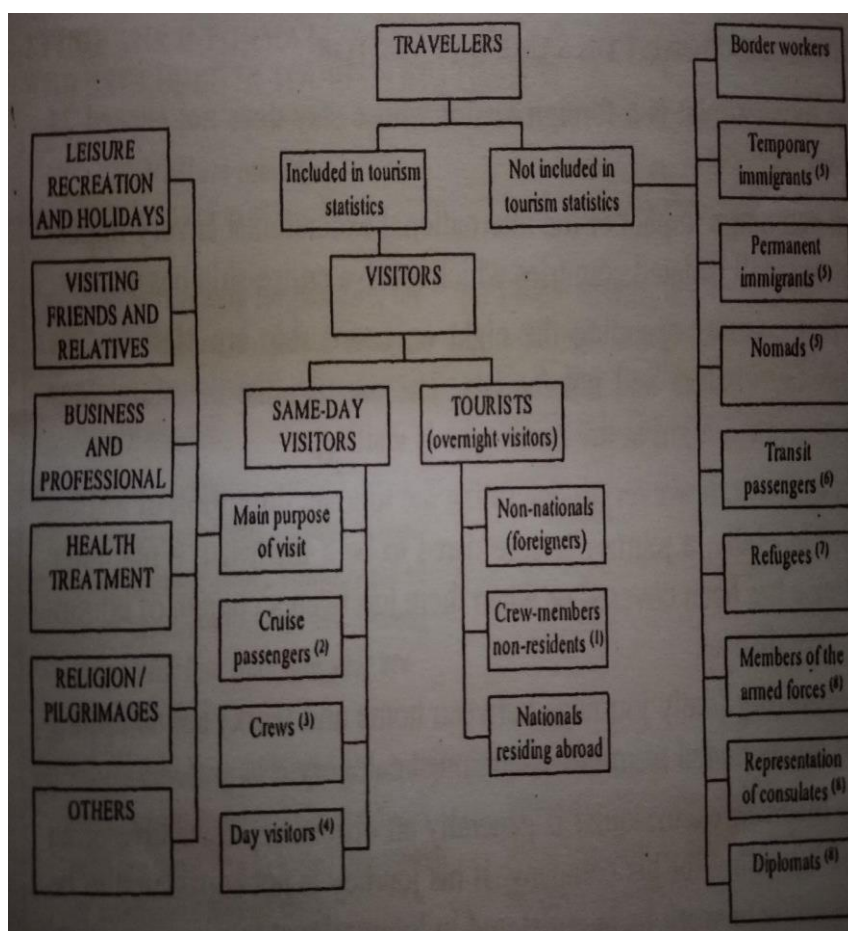 TRAVELLERS
Included in tourism
statistics
Not included in
tourism statistics
VISITORS
SAME-DAY
VISITORS
TOURISTS
(overnight visitors)
LEISURE
RECREATION
AND HOLIDAYS
VISITING
FRIENDS AND
RELATIVES
BUSINESS
AND
PROFESSIONAL
HEALTH
TREATMENT
RELIGION/
PILGRIMAGES
OTHERS
Main purpose
of visit
Cruise
passengers (2)
Crews (3)
Day visitors (4)
Non-nationals
(foreigners)
Crew-members
non-residents (1)
Nationals
residing abroad
Border workers
Temporary
immigrants (5)
Permanent
immigrants (5)
Nomads (5)
Transit
passengers (6)
Refugees (7)
Members of the
armed forces (8)
Representation
of consulates (8)
Diplomats (8)